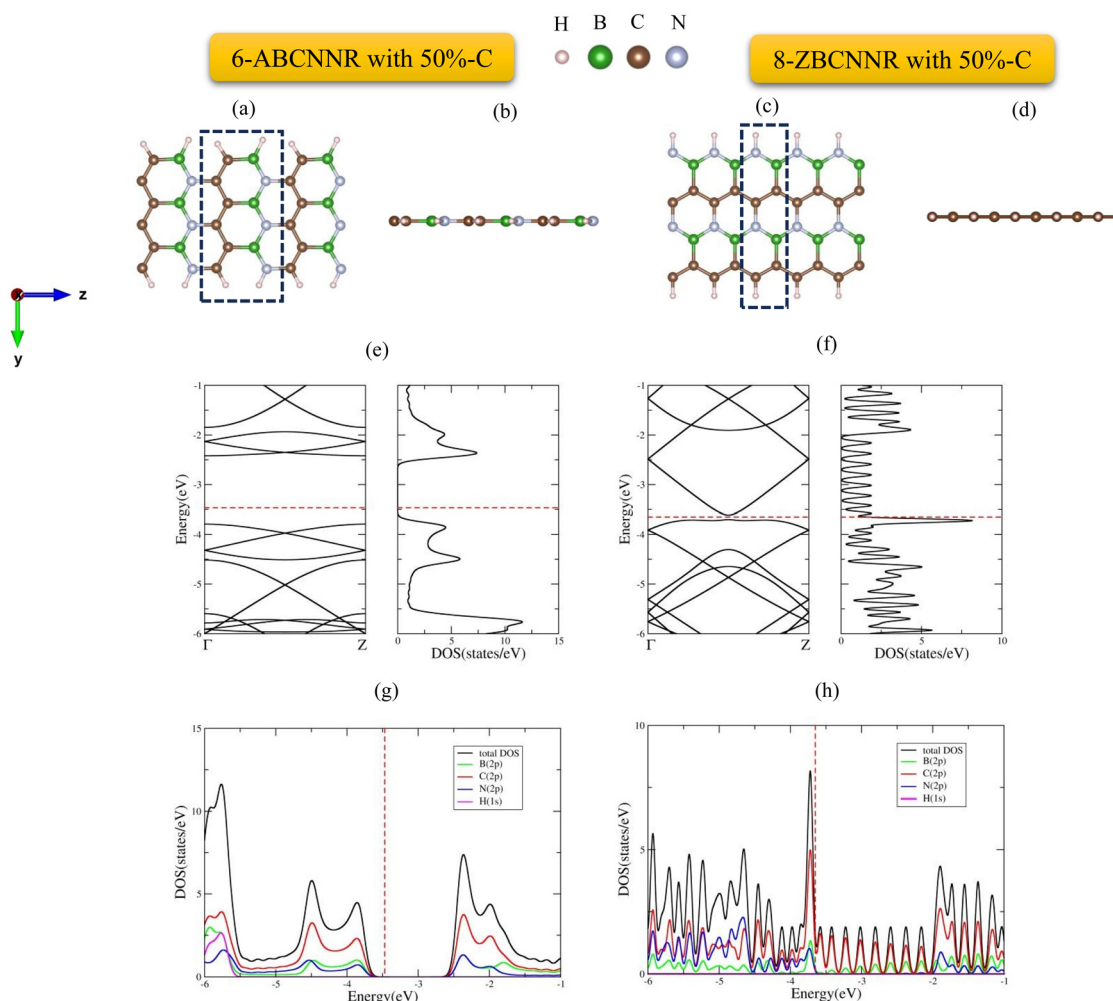 H B C N
6-ABCNNR with 50%-C
8-ZBCNNR with 50%-C
(a)
(b)
(c)
(d)
x
z
y
(e)
-1
-2
-3
-4
-5
-6
Energy(eV)
Γ Z
0 5 10 15
DOS(states/eV)
(f)
-1
-2
-3
-4
-5
-6
Energy(eV)
Γ Z
0 5 10
DOS(states/eV)
(g)
15
10
5
0
DOS(states/eV)
total DOS
B(2p)
C(2p)
N(2p)
H(1s)
-6 -5 -4 -3 -2 -1
Energy(eV)
(h)
10
5
0
DOS(states/eV)
total DOS
B(2p)
C(2p)
N(2p)
H(1s)
-6 -5 -4 -3 -2 -1
Energy(eV)